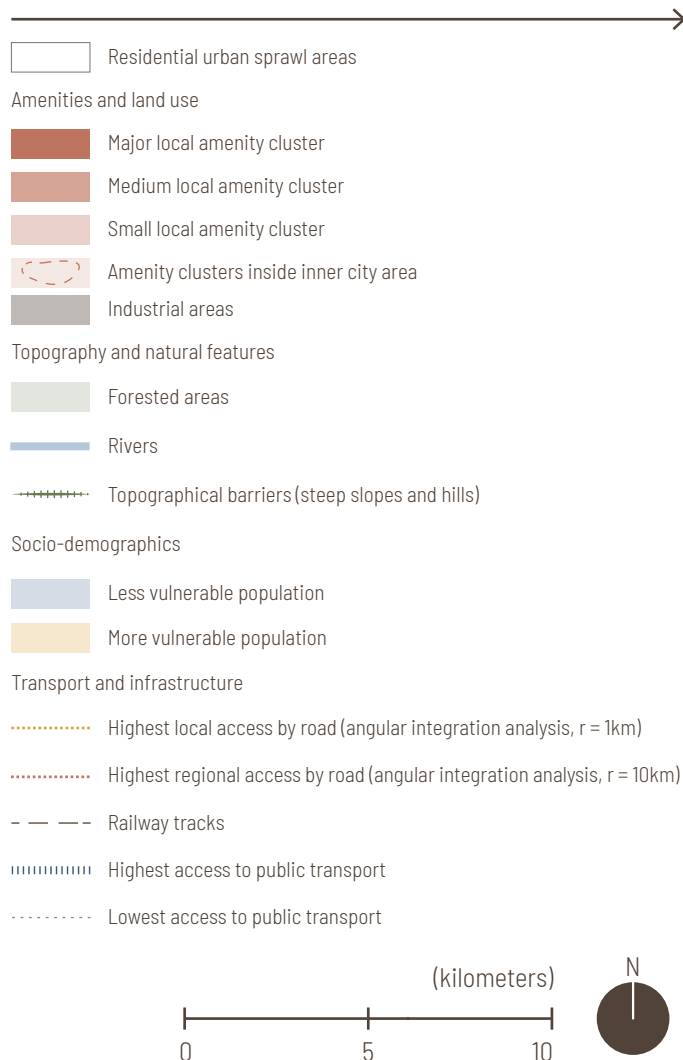 Residential urban sprawl areas
Amenities and land use
Major local amenity cluster
Medium local amenity cluster
Small local amenity cluster
Amenity clusters inside inner city area
Industrial areas
Topography and natural features
Forested areas
Rivers
Topographical barriers (steep slopes and hills)
Socio-demographics
Less vulnerable population
More vulnerable population
Transport and infrastructure
Highest local access by road (angular integration analysis, r = 1km)
Highest regional access by road (angular integration analysis, r = 10km)
Railway tracks
Highest access to public transport
Lowest access to public transport
(kilometers)
N
0 5 10